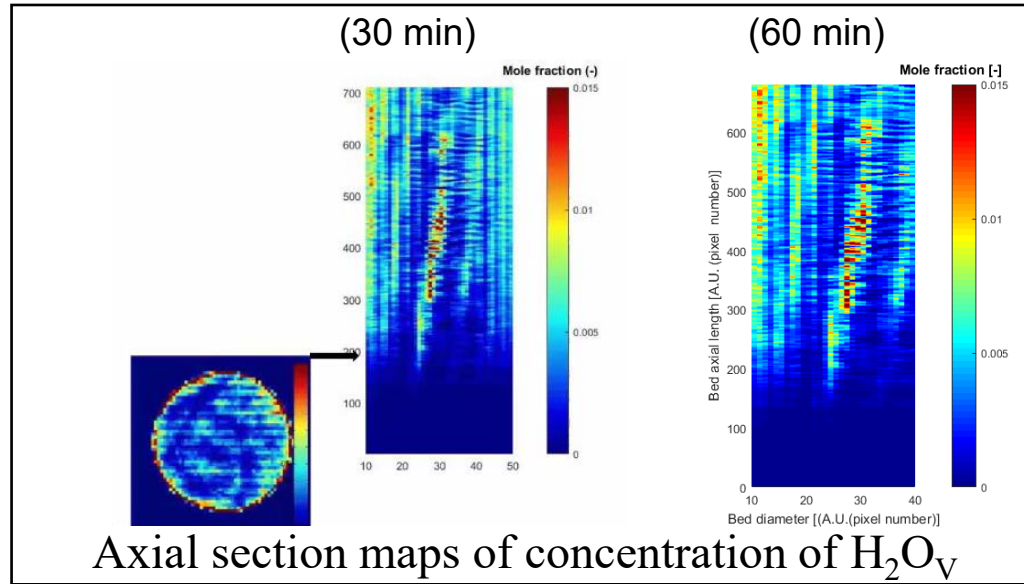 (30 min)
(60 min)
Mole fraction (-)
700
600
500
400
300
200
100
10 20 30 40 50
0.015
0.01
0.005
0
Mole fraction [-]
Bed axial length [A.U. (pixel number)]
600
500
400
300
200
100
0
10 20 30 40
Bed diameter [(A.U.(pixel number)]
0.015
0.01
0.005
0
Axial section maps of concentration of H₂Oᵥ